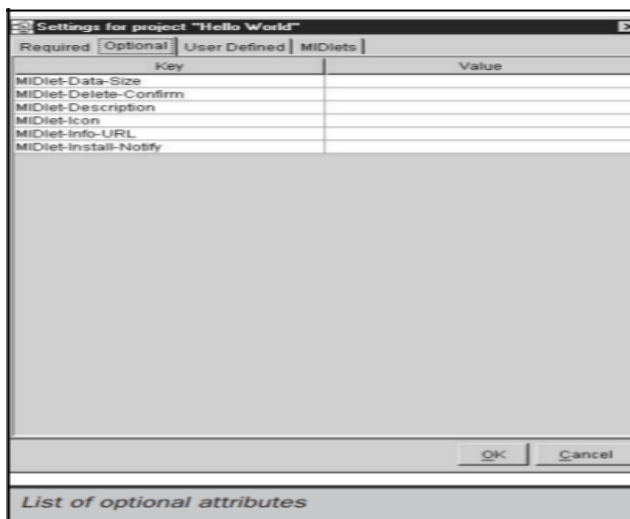 Settings for project "Hello World"
Required Optional User Defined MIDlets
Key Value
MIDlet-Data-Size
MIDlet-Delete-Confirm
MIDlet-Description
MIDlet-Icon
MIDlet-Info-URL
MIDlet-Install-Notify
OK Cancel
List of optional attributes